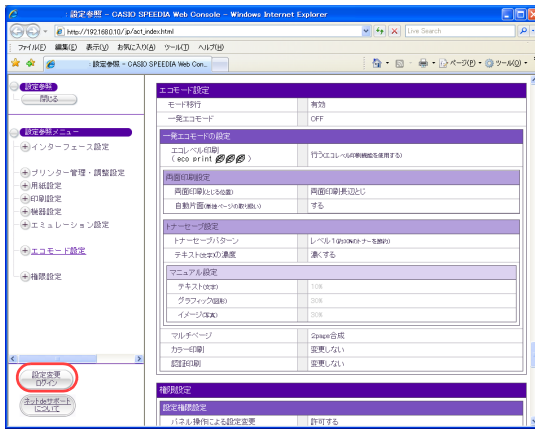 : 設定参照 - CASIO SPEEDIA Web Console - Windows Internet Explorer
http://192.168.0.10/jp/act_index.html
Live Search
ファイル(F) 編集(E) 表示(V) お気に入り(A) ツール(T) ヘルプ(H)
: 設定参照 - CASIO SPEEDIA Web Con...
ページ(P) ツール(O)
設定参照
閉じる
設定参照メニュー
インターフェース設定
プリンター管理・調整設定
用紙設定
印刷設定
機器設定
エミュレーション設定
エコモード設定
権限設定
設定変更
ログイン
ネットdeサポート
について
エコモード設定
モード移行 有効
一発エコモード OFF
一発エコモードの設定
エコレベル印刷
( eco print ) 行う(エコレベル印刷機能を使用する)
両面印刷設定
両面印刷(とじる位置) 両面印刷長辺とじ
自動片面(単独ページの取り扱い) する
トナーセーブ設定
トナーセーブパターン レベル1(約30%のトナーを節約)
テキスト(文字)の濃度 濃くする
マニュアル設定
テキスト(文字) 10%
グラフィック(図形) 30%
イメージ(写真) 30%
マルチページ 2page合成
カラー印刷 変更しない
認証印刷 変更しない
権限設定
設定権限設定
パネル操作による設定変更 許可する